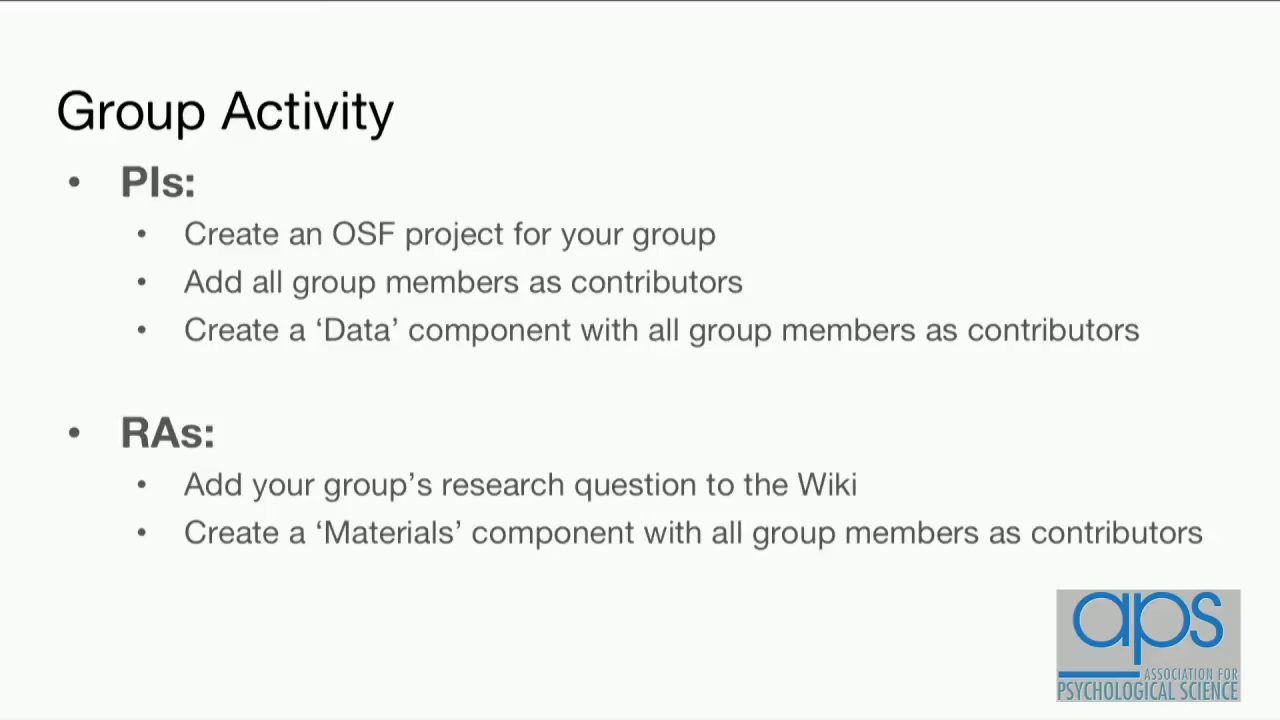 Group Activity
• PIs:
• Create an OSF project for your group
• Add all group members as contributors
• Create a ‘Data’ component with all group members as contributors
• RAs:
• Add your group’s research question to the Wiki
• Create a ‘Materials’ component with all group members as contributors
aps
ASSOCIATION FOR
PSYCHOLOGICAL SCIENCE